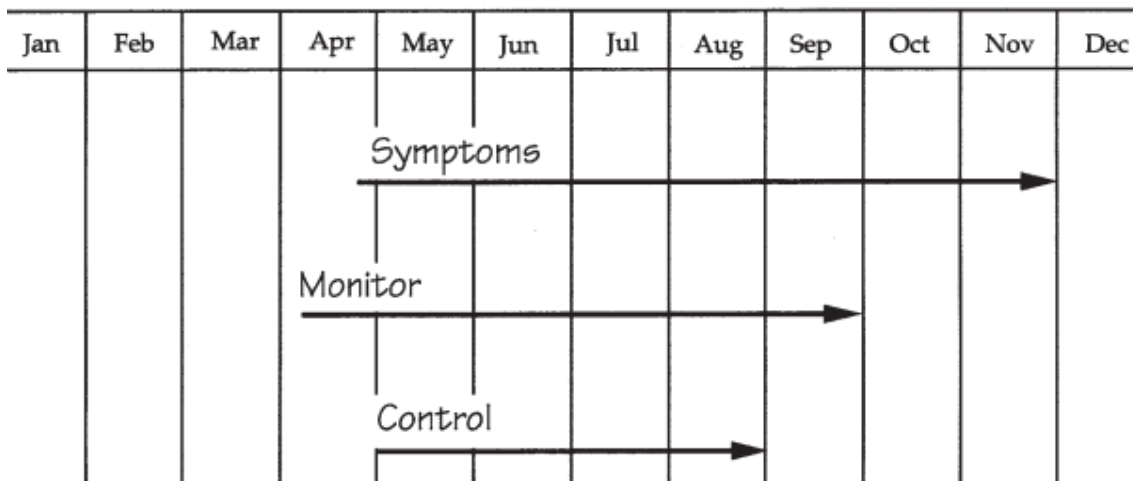 Jan Feb Mar Apr May Jun Jul Aug Sep Oct Nov Dec
Symptoms
Monitor
Control